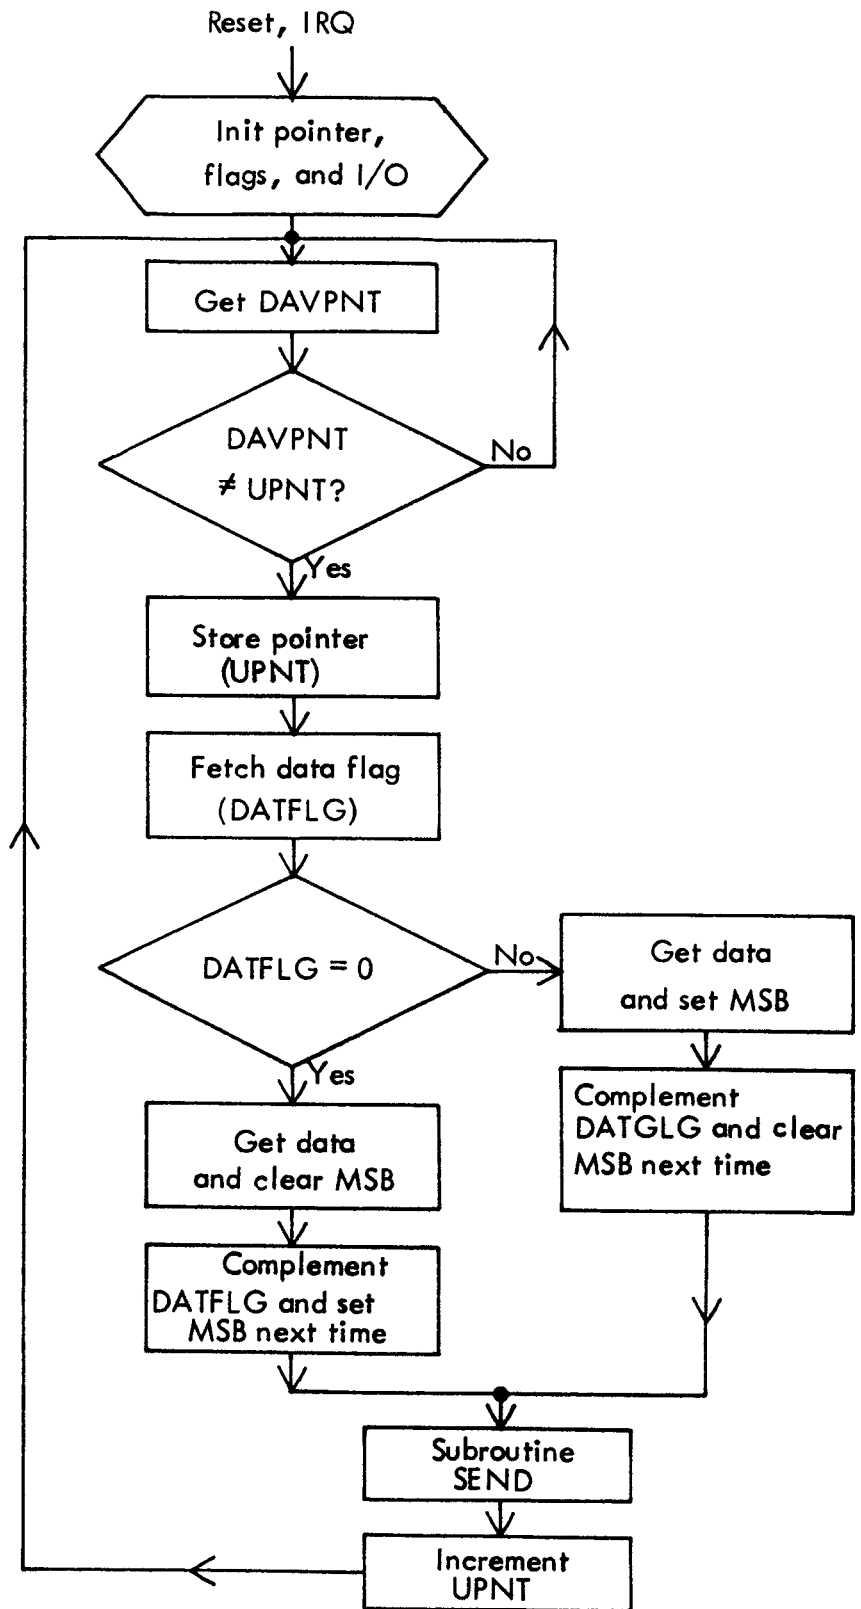 Reset, IRQ
Init pointer,
flags, and I/O
Get DAVPNT
DAVPNT
≠ UPNT?
No
Yes
Store pointer
(UPNT)
Fetch data flag
(DATFLG)
DATFLG = 0
No
Get data
and set MSB
Complement
DATGLG and clear
MSB next time
Yes
Get data
and clear MSB
Complement
DATFLG and set
MSB next time
Subroutine
SEND
Increment
UPNT